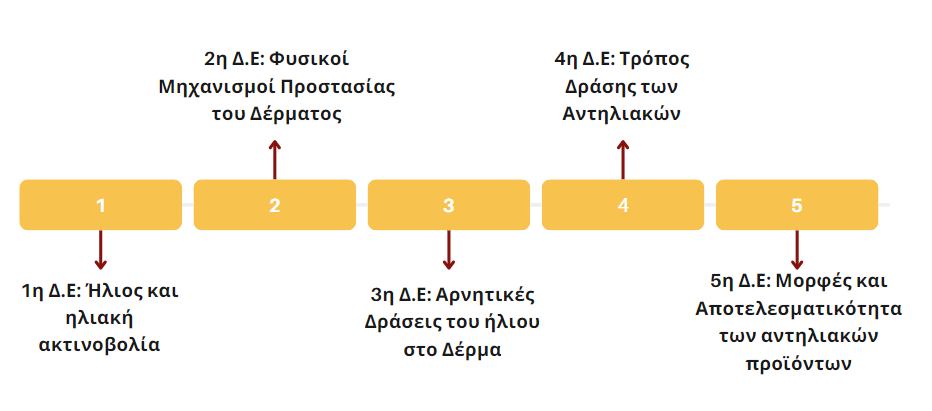 2η Δ.Ε: Φυσικοί
Μηχανισμοί Προστασίας
του Δέρματος
4η Δ.Ε: Τρόπος
Δράσης των
Αντηλιακών
1
2
3
4
5
1η Δ.Ε: Ήλιος και
ηλιακή
ακτινοβολία
3η Δ.Ε: Αρνητικές
Δράσεις του ήλιου
στο Δέρμα
5η Δ.Ε: Μορφές και
Αποτελεσματικότητα
των αντηλιακών
προϊόντων